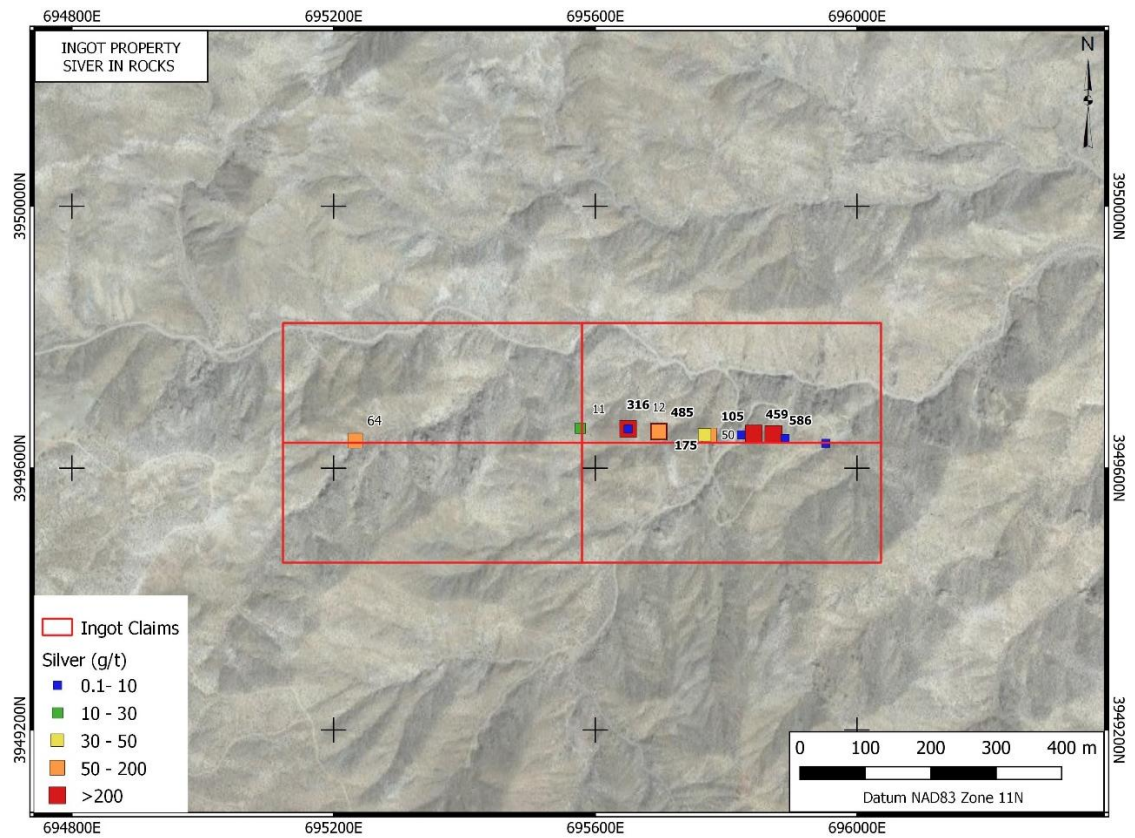 694800E 695200E 695600E 696000E
INGOT PROPERTY
SIVER IN ROCKS
N
3950000N 3950000N
316 12 485 105 459
64 11 50 586
175
3949600N 3949600N
Ingot Claims
Silver (g/t)
0.1- 10
10 - 30
30 - 50
50 - 200
>200
3949200N 3949200N
0 100 200 300 400 m
Datum NAD83 Zone 11N
694800E 695200E 695600E 696000E